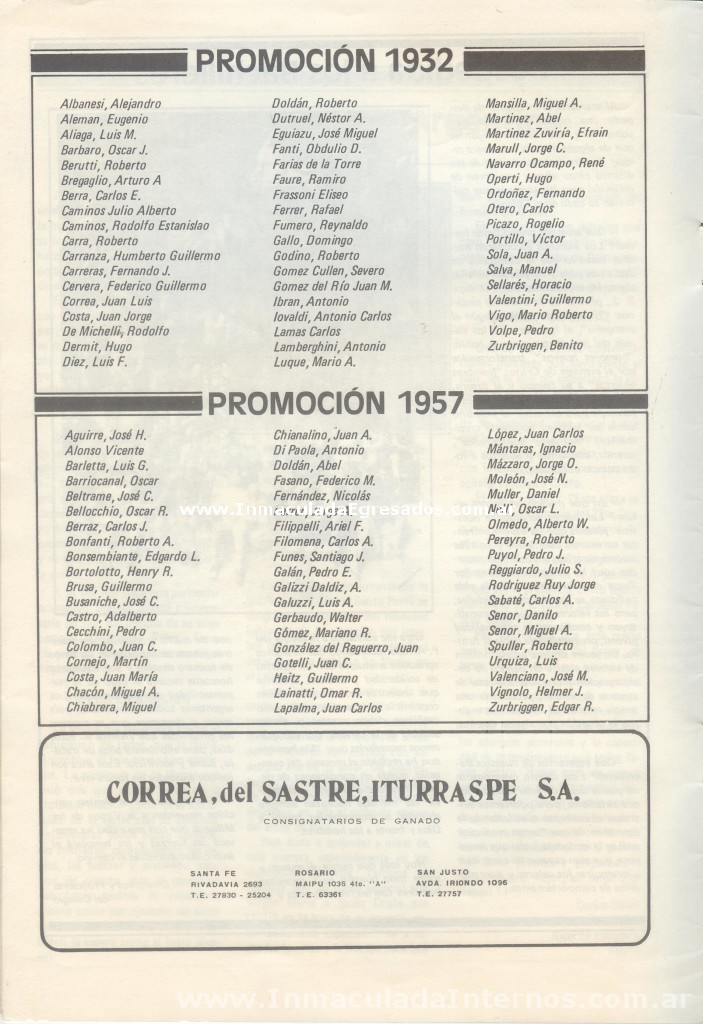 PROMOCIÓN 1932
Albanesi, Alejandro
Aleman, Eugenio
Aliaga, Luis M.
Barbaro, Oscar J.
Berutti, Roberto
Bregaglio, Arturo A
Berra, Carlos E.
Caminos Julio Alberto
Caminos, Rodolfo Estanislao
Carra, Roberto
Carranza, Humberto Guillermo
Carreras, Fernando J.
Cervera, Federico Guillermo
Correa, Juan Luis
Costa, Juan Jorge
De Michelli, Rodolfo
Dermit, Hugo
Diez, Luis F.
Doldán, Roberto
Dutruel, Néstor A.
Eguiazu, José Miguel
Fanti, Obdulio D.
Farias de la Torre
Faure, Ramiro
Frassoni Eliseo
Ferrer, Rafael
Fumero, Reynaldo
Gallo, Domingo
Godino, Roberto
Gomez Cullen, Severo
Gomez del Río Juan M.
Ibran, Antonio
Iovaldi, Antonio Carlos
Lamas Carlos
Lamberghini, Antonio
Luque, Mario A.
Mansilla, Miguel A.
Martinez, Abel
Martinez Zuviría, Efrain
Marull, Jorge C.
Navarro Ocampo, René
Operti, Hugo
Ordoñez, Fernando
Otero, Carlos
Picazo, Rogelio
Portillo, Víctor
Sola, Juan A.
Salva, Manuel
Sellarés, Horacio
Valentini, Guillermo
Vigo, Mario Roberto
Volpe, Pedro
Zurbriggen, Benito
PROMOCIÓN 1957
Aguirre, José H.
Alonso Vicente
Barletta, Luis G.
Barriocanal, Oscar
Beltrame, José C.
Bellocchio, Oscar R.
Berraz, Carlos J.
Bonfanti, Roberto A.
Bonsembiante, Edgardo L.
Bortolotto, Henry R.
Brusa, Guillermo
Busaniche, José C.
Castro, Adalberto
Cecchini, Pedro
Colombo, Juan C.
Cornejo, Martín
Costa, Juan María
Chacón, Miguel A.
Chiabrera, Miguel
Chianalino, Juan A.
Di Paola, Antonio
Doldán, Abel
Fasano, Federico M.
Fernández, Nicolás
Filippelli, Ariel F.
Filomena, Carlos A.
Funes, Santiago J.
Galán, Pedro E.
Galizzi Daldiz, A.
Galuzzi, Luis A.
Gerbaudo, Walter
Gómez, Mariano R.
González del Reguerro, Juan
Gotelli, Juan C.
Heitz, Guillermo
Lainatti, Omar R.
Lapalma, Juan Carlos
López, Juan Carlos
Mántaras, Ignacio
Mázzaro, Jorge O.
Moleón, José N.
Muller, Daniel
Oscar L.
Olmedo, Alberto W.
Pereyra, Roberto
Puyol, Pedro J.
Reggiardo, Julio S.
Rodriguez Ruy Jorge
Sabaté, Carlos A.
Senor, Danilo
Senor, Miguel A.
Spuller, Roberto
Urquiza, Luis
Valenciano, José M.
Vignolo, Helmer J.
Zurbriggen, Edgar R.
www.InmaculadaEgresados.com.ar
CORREA, del SASTRE, ITURRASPE S.A.
CONSIGNATARIOS DE GANADO
SANTA FE
RIVADAVIA 2693
T.E. 27830 - 25204
ROSARIO
MAIPU 1035 4to. "A"
T.E. 63361
SAN JUSTO
AVDA. IRIONDO 1096
T.E. 27757
www.InmaculadaInternos.com.ar